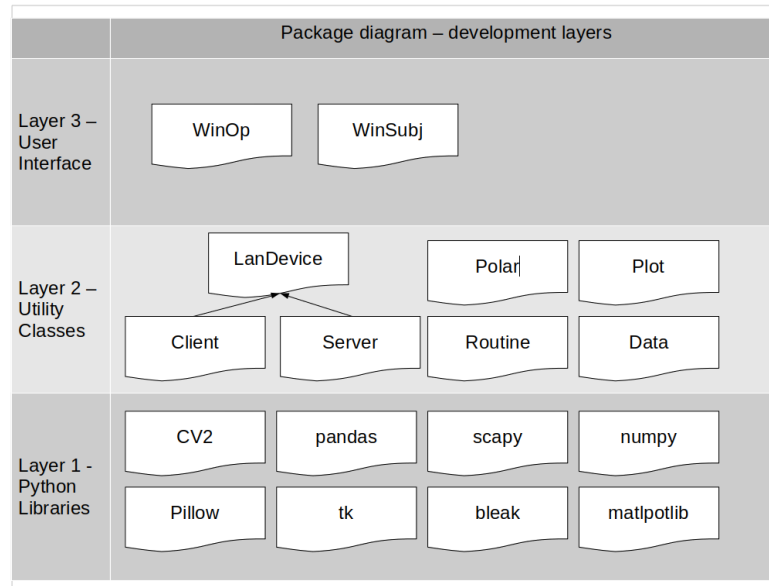 Package diagram – development layers
Layer 3 –
User
Interface
WinOp
WinSubj
Layer 2 –
Utility
Classes
LanDevice
Polar
Plot
Client
Server
Routine
Data
Layer 1 -
Python
Libraries
CV2
pandas
scapy
numpy
Pillow
tk
bleak
matlpotlib